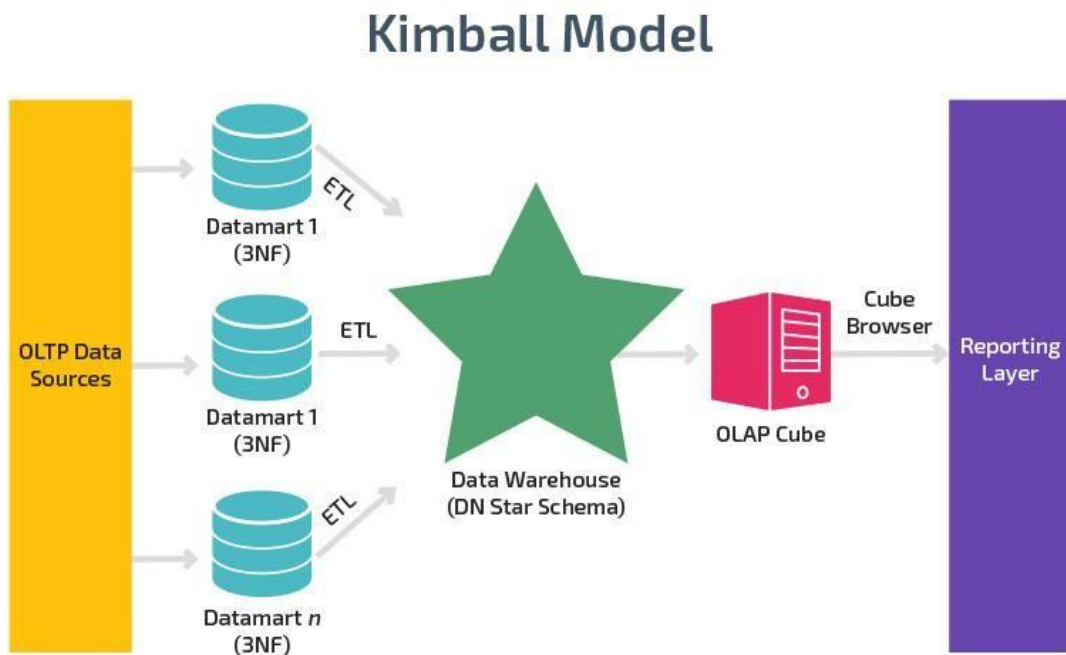 Kimball Model
OLTP Data
Sources
Datamart 1
(3NF)
ETL
Datamart 1
(3NF)
ETL
Datamart n
(3NF)
ETL
Data Warehouse
(DN Star Schema)
OLAP Cube
Cube
Browser
Reporting
Layer